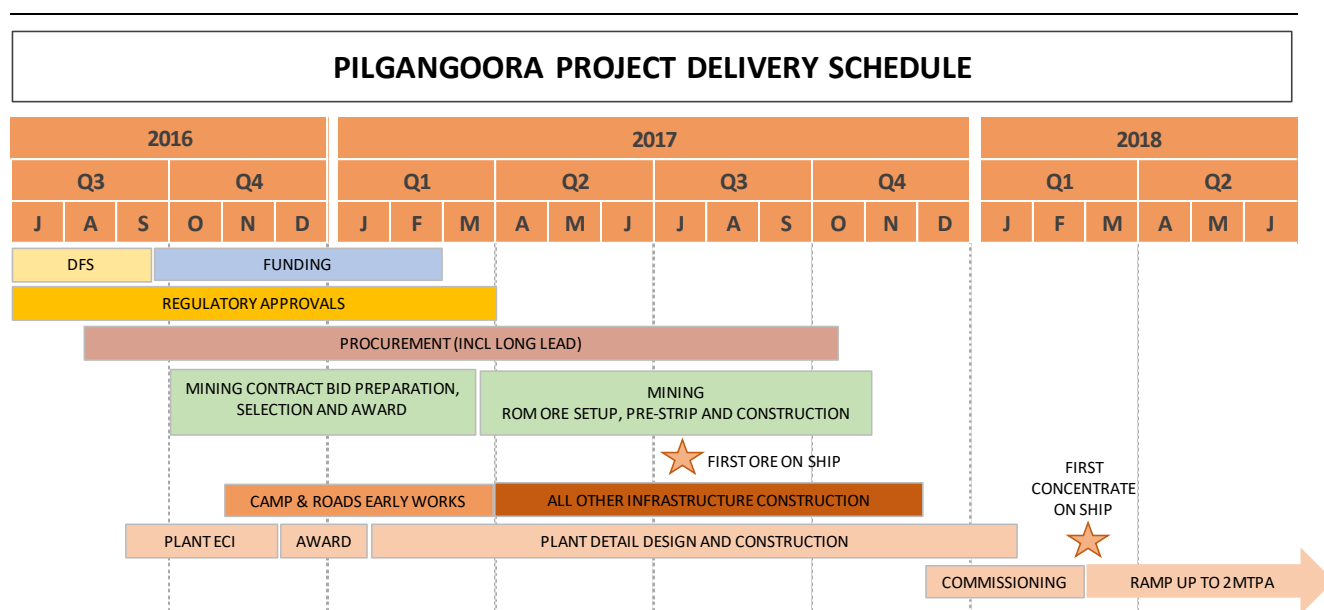 PILGANGOORA PROJECT DELIVERY SCHEDULE
2016 2017 2018
Q3 Q4 Q1 Q2 Q3 Q4 Q1 Q2
J A S O N D J F M A M J J A S O N D J F M A M J
DFS FUNDING
REGULATORY APPROVALS
PROCUREMENT (INCL LONG LEAD)
MINING CONTRACT BID PREPARATION,
SELECTION AND AWARD
MINING
ROM ORE SETUP, PRE-STRIP AND CONSTRUCTION
FIRST ORE ON SHIP
FIRST
CONCENTRATE
ON SHIP
CAMP & ROADS EARLY WORKS ALL OTHER INFRASTRUCTURE CONSTRUCTION
PLANT ECI AWARD PLANT DETAIL DESIGN AND CONSTRUCTION
COMMISSIONING RAMP UP TO 2MTPA